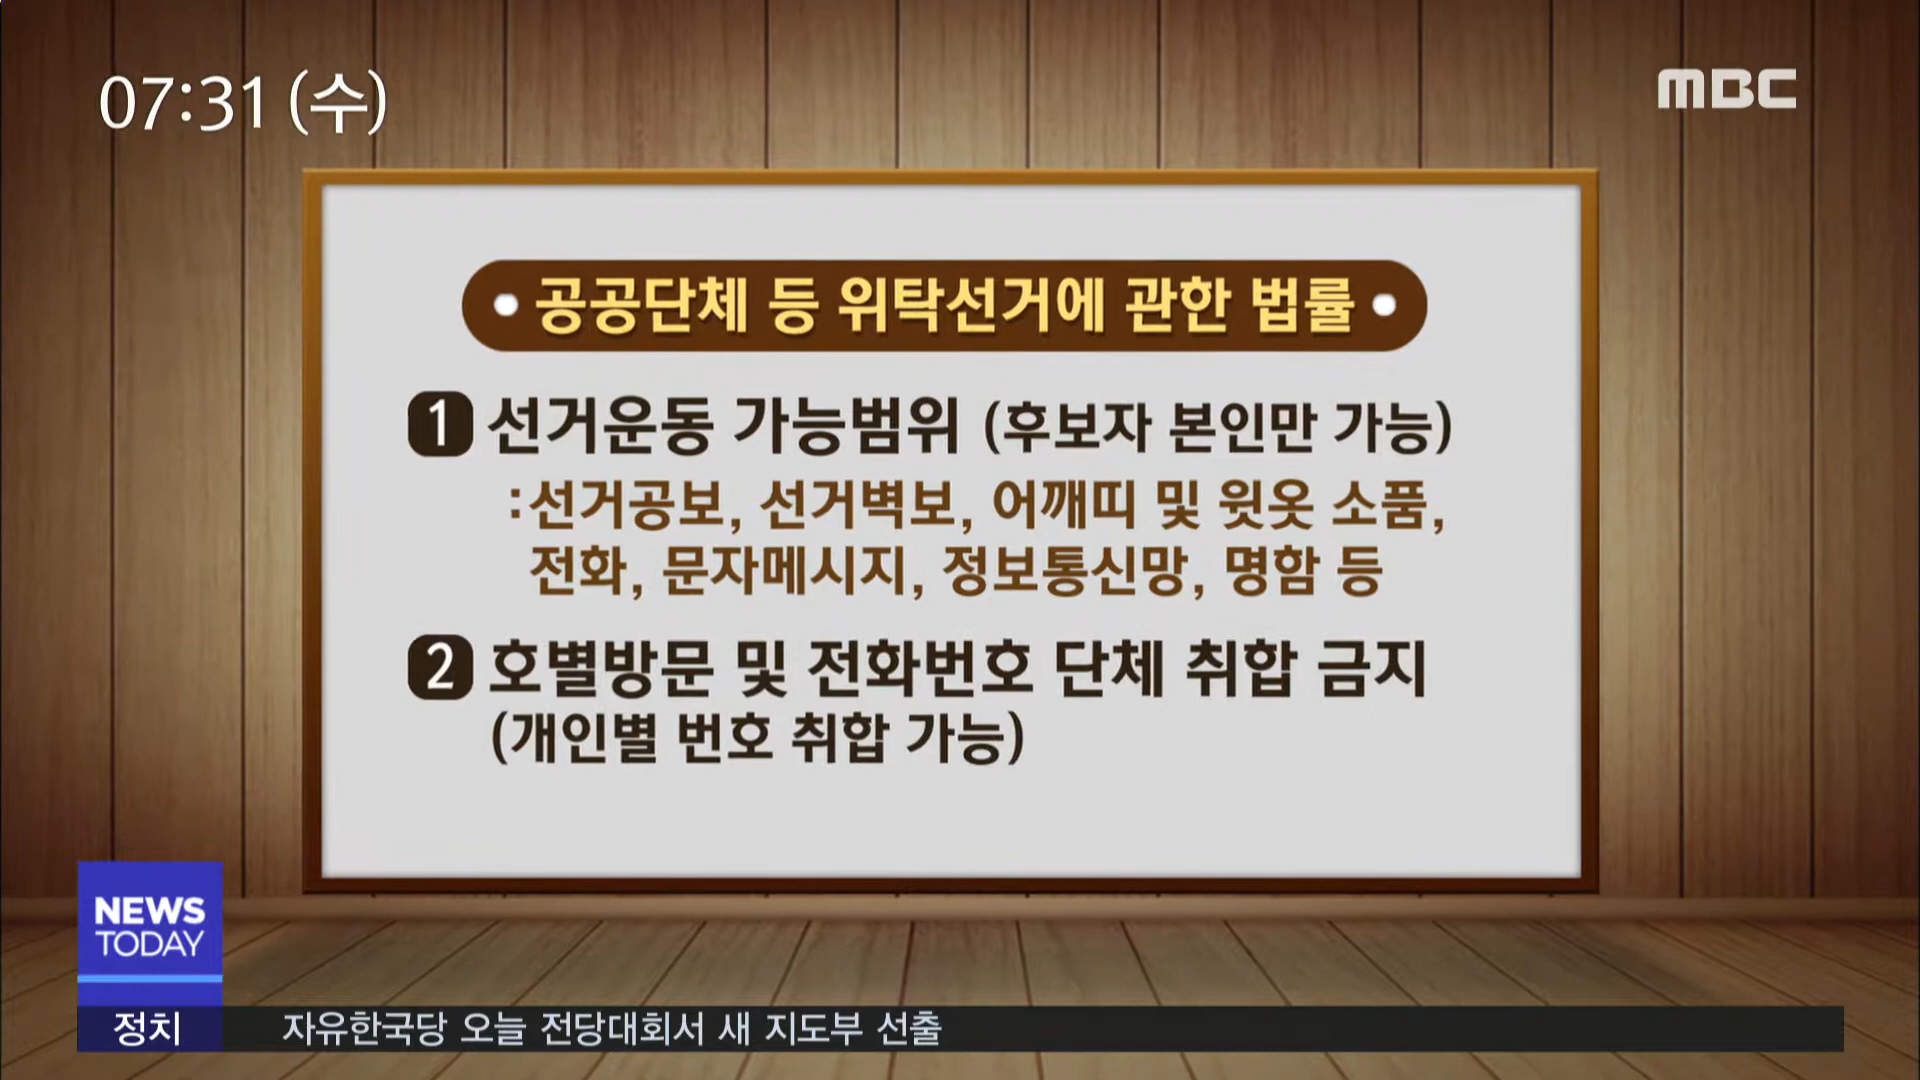 07:31 (수)
MBC
공공단체 등 위탁선거에 관한 법률
1 선거운동 가능범위 (후보자 본인만 가능)
:선거공보, 선거벽보, 어깨띠 및 윗옷 소품,
전화, 문자메시지, 정보통신망, 명함 등
2 호별방문 및 전화번호 단체 취합 금지
(개인별 번호 취합 가능)
NEWS
TODAY
정치 자유한국당 오늘 전당대회서 새 지도부 선출